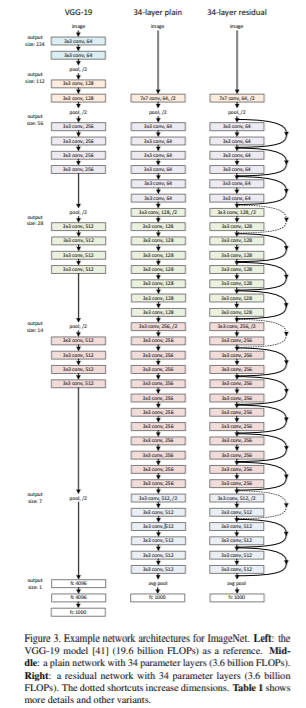 VGG-19
34-layer plain
34-layer residual
output
size: 224
output
size: 112
output
size: 56
output
size: 28
output
size: 14
output
size: 7
output
size: 1
image
3x3 conv, 64
3x3 conv, 64
pool, /2
3x3 conv, 128
3x3 conv, 128
pool, /2
3x3 conv, 256
3x3 conv, 256
3x3 conv, 256
3x3 conv, 256
pool, /2
3x3 conv, 512
3x3 conv, 512
3x3 conv, 512
3x3 conv, 512
pool, /2
3x3 conv, 512
3x3 conv, 512
3x3 conv, 512
3x3 conv, 512
pool, /2
fc 4096
fc 4096
fc 1000
image
7x7 conv, 64, /2
pool, /2
3x3 conv, 64
3x3 conv, 64
3x3 conv, 64
3x3 conv, 64
3x3 conv, 64
3x3 conv, 64
3x3 conv, 128, /2
3x3 conv, 128
3x3 conv, 128
3x3 conv, 128
3x3 conv, 128
3x3 conv, 128
3x3 conv, 128
3x3 conv, 128
3x3 conv, 256, /2
3x3 conv, 256
3x3 conv, 256
3x3 conv, 256
3x3 conv, 256
3x3 conv, 256
3x3 conv, 256
3x3 conv, 256
3x3 conv, 256
3x3 conv, 256
3x3 conv, 256
3x3 conv, 256
3x3 conv, 512, /2
3x3 conv, 512
3x3 conv, 512
3x3 conv, 512
3x3 conv, 512
3x3 conv, 512
avg pool
fc 1000
image
7x7 conv, 64, /2
pool, /2
3x3 conv, 64
3x3 conv, 64
3x3 conv, 64
3x3 conv, 64
3x3 conv, 64
3x3 conv, 64
3x3 conv, 128, /2
3x3 conv, 128
3x3 conv, 128
3x3 conv, 128
3x3 conv, 128
3x3 conv, 128
3x3 conv, 128
3x3 conv, 128
3x3 conv, 256, /2
3x3 conv, 256
3x3 conv, 256
3x3 conv, 256
3x3 conv, 256
3x3 conv, 256
3x3 conv, 256
3x3 conv, 256
3x3 conv, 256
3x3 conv, 256
3x3 conv, 256
3x3 conv, 256
3x3 conv, 512, /2
3x3 conv, 512
3x3 conv, 512
3x3 conv, 512
3x3 conv, 512
3x3 conv, 512
avg pool
fc 1000
Figure 3. Example network architectures for ImageNet. Left: the
VGG-19 model [41] (19.6 billion FLOPs) as a reference. Mid-
dle: a plain network with 34 parameter layers (3.6 billion FLOPs).
Right: a residual network with 34 parameter layers (3.6 billion
FLOPs). The dotted shortcuts increase dimensions. Table 1 shows
more details and other variants.